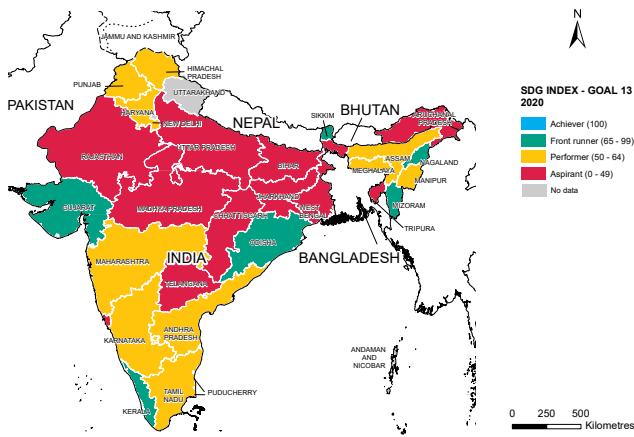 JAMMU AND KASHMIR
HIMACHAL
PRADESH
PUNJAB
UTTARAKHAND
PAKISTAN
HARYANA
NEW DELHI
NEPAL
SIKKIM
BHUTAN
ARUNACHAL
PRADESH
RAJASTHAN
UTTAR PRADESH
BIHAR
ASSAM
NAGALAND
MEGHALAYA
MANIPUR
GUJARAT
MADHYA PRADESH
JHARKHAND
CHHATTISGARH
WEST
BENGAL
MIZORAM
TRIPURA
ODISHA
MAHARASHTRA
INDIA
BANGLADESH
TELANGANA
KARNATAKA
ANDHRA
PRADESH
ANDAMAN
AND
NICOBAR
TAMIL
NADU
PUDUCHERRY
KERALA
N
SDG INDEX - GOAL 13
2020
Achiever (100)
Front runner (65 - 99)
Performer (50 - 64)
Aspirant (0 - 49)
No data
0 250 500
Kilometres